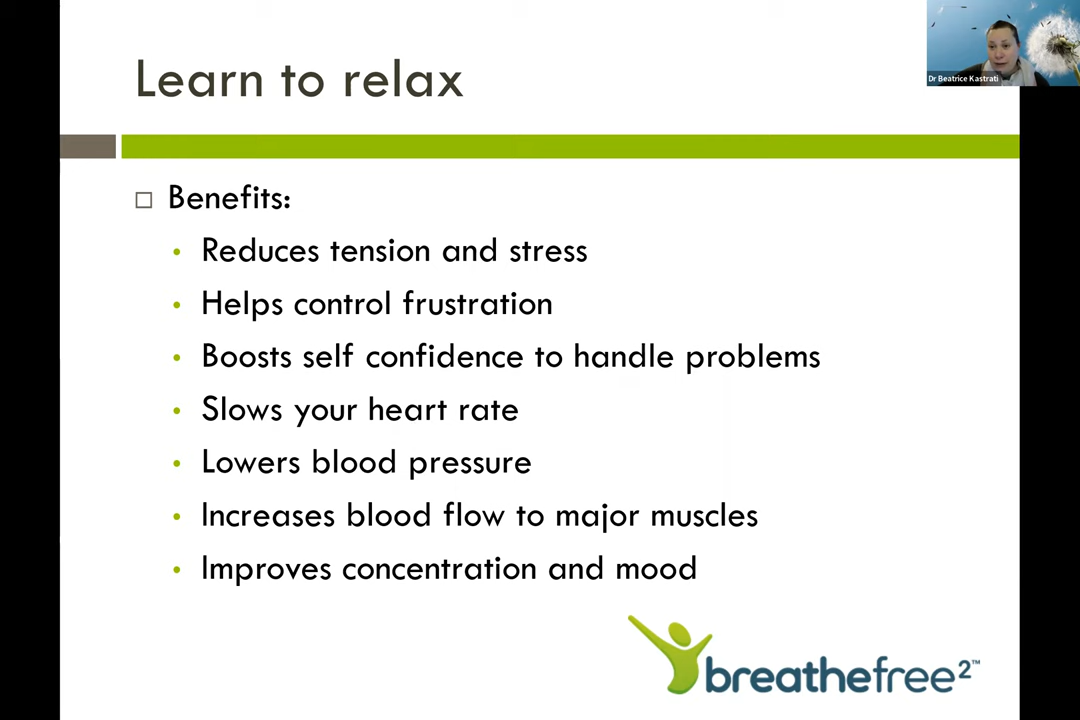 Learn to relax
Dr Beatrice Kastrati
Benefits:
Reduces tension and stress
Helps control frustration
Boosts self confidence to handle problems
Slows your heart rate
Lowers blood pressure
Increases blood flow to major muscles
Improves concentration and mood
breathefree2™